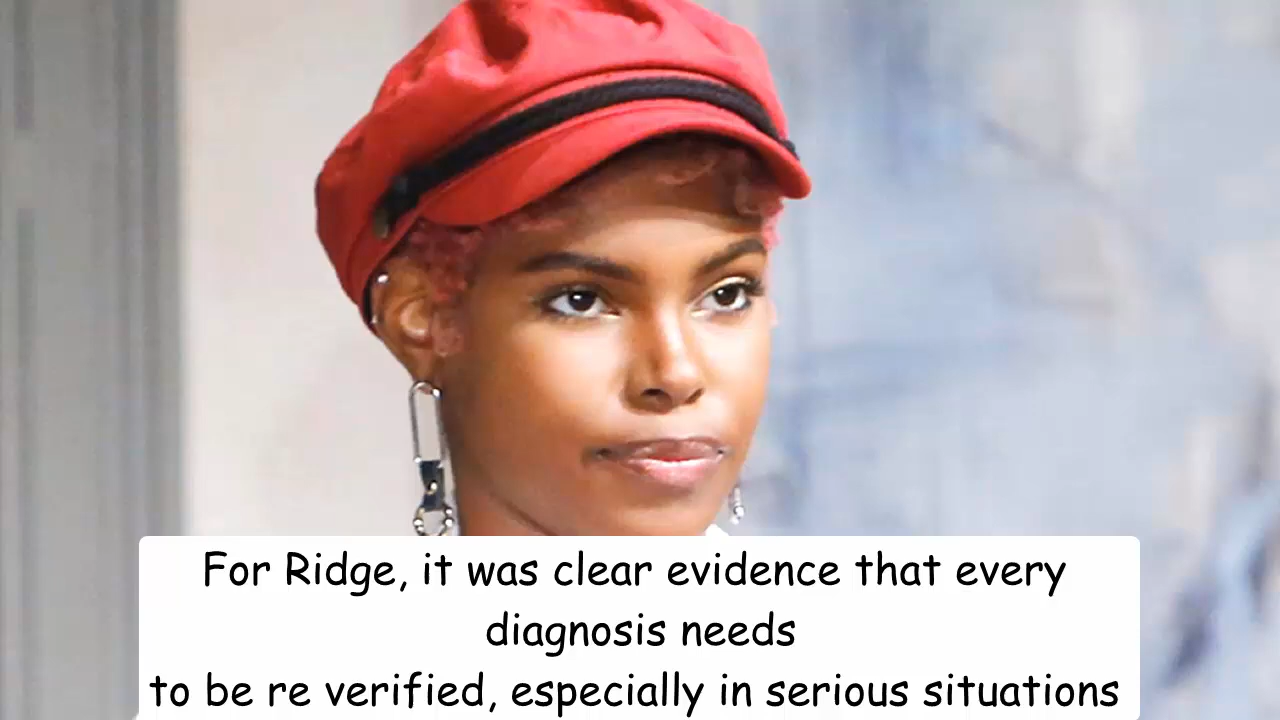 For Ridge, it was clear evidence that every
diagnosis needs
to be re verified, especially in serious situations